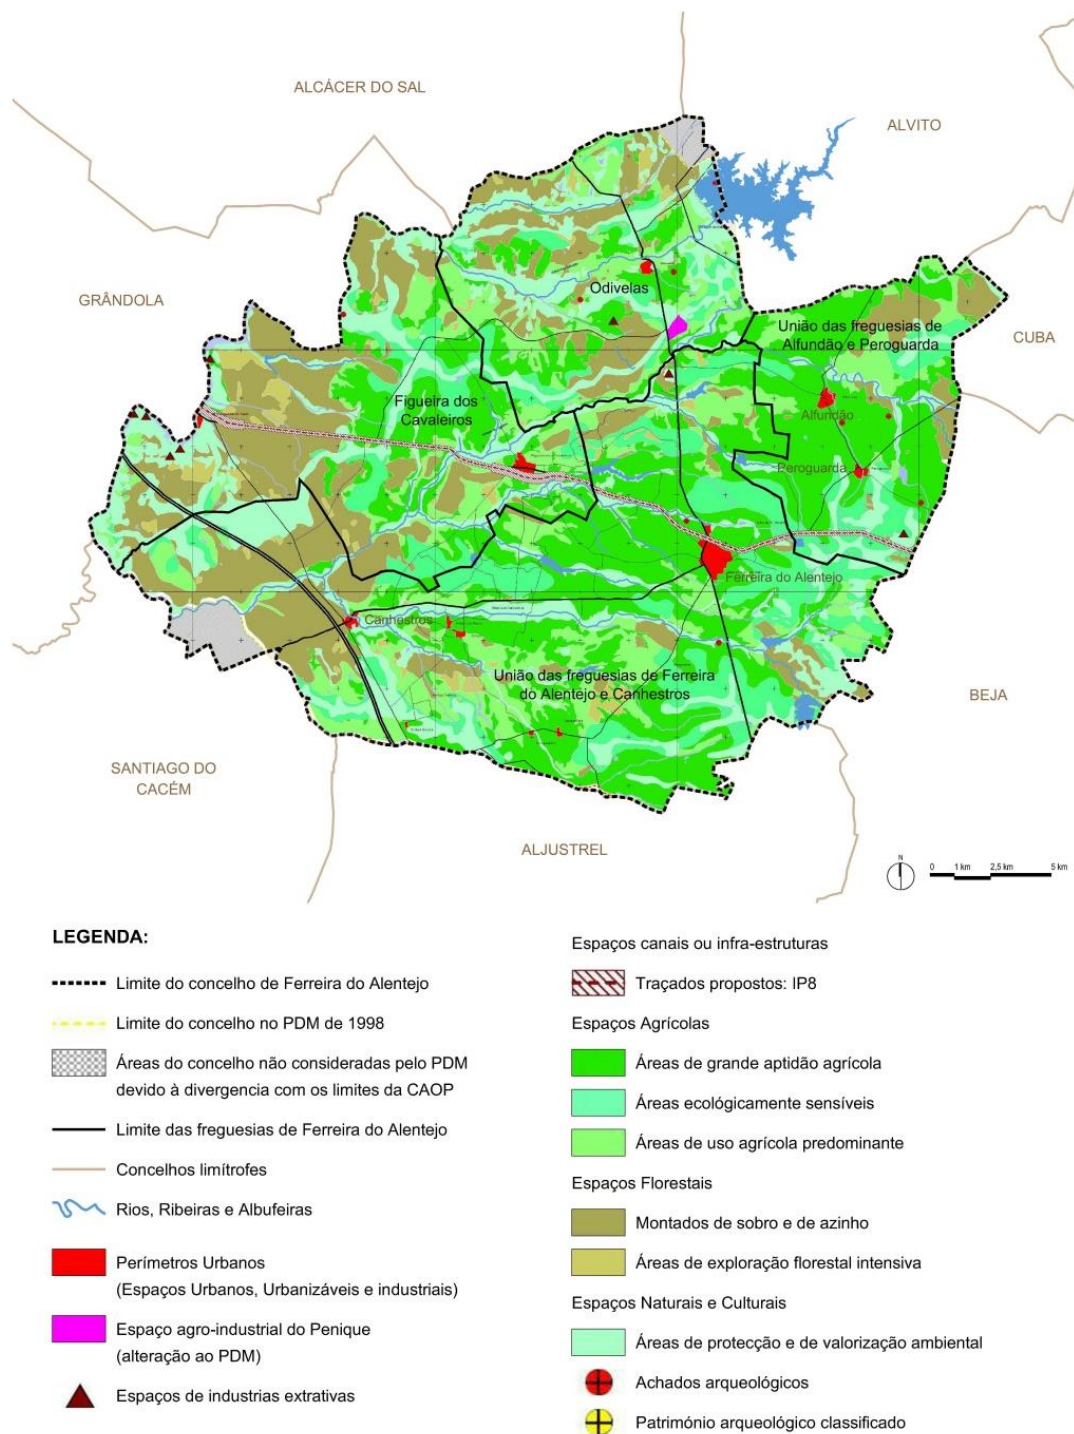 ALCÁCER DO SAL
ALVITO
GRÂNDOLA
Odivelas
União das freguesias de
Alfundão e Peroguarda
CUBA
Figueira dos
Cavaleiros
Alfundão
Peroguarda
Ferreira do Alentejo
Canhestros
União das freguesias de Ferreira
do Alentejo e Canhestros
BEJA
SANTIAGO DO
CACÉM
ALJUSTREL
N
0 1 km 2,5 km 5 km
LEGENDA:
Limite do concelho de Ferreira do Alentejo
Limite do concelho no PDM de 1998
Áreas do concelho não consideradas pelo PDM
devido à divergencia com os limites da CAOP
Limite das freguesias de Ferreira do Alentejo
Concelhos limítrofes
Rios, Ribeiras e Albufeiras
Perímetros Urbanos
(Espaços Urbanos, Urbanizáveis e industriais)
Espaço agro-industrial do Penique
(alteração ao PDM)
Espaços de industrias extrativas
Espaços canais ou infra-estruturas
Traçados propostos: IP8
Espaços Agrícolas
Áreas de grande aptidão agrícola
Áreas ecológicamente sensíveis
Áreas de uso agrícola predominante
Espaços Florestais
Montados de sobro e de azinho
Áreas de exploração florestal intensiva
Espaços Naturais e Culturais
Áreas de protecção e de valorização ambiental
Achados arqueológicos
Património arqueológico classificado